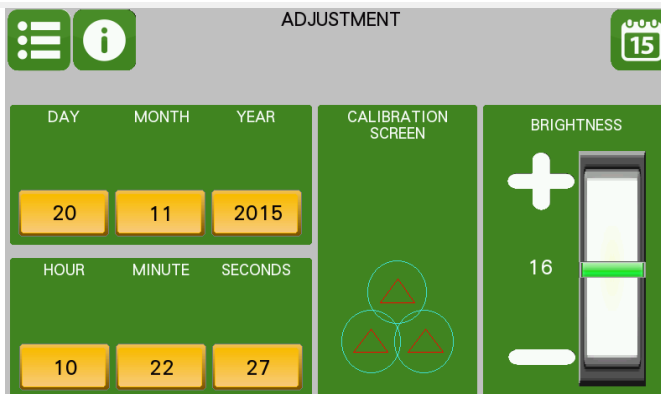 ADJUSTMENT
15
DAY MONTH YEAR
20 11 2015
HOUR MINUTE SECONDS
10 22 27
CALIBRATION
SCREEN
BRIGHTNESS
16